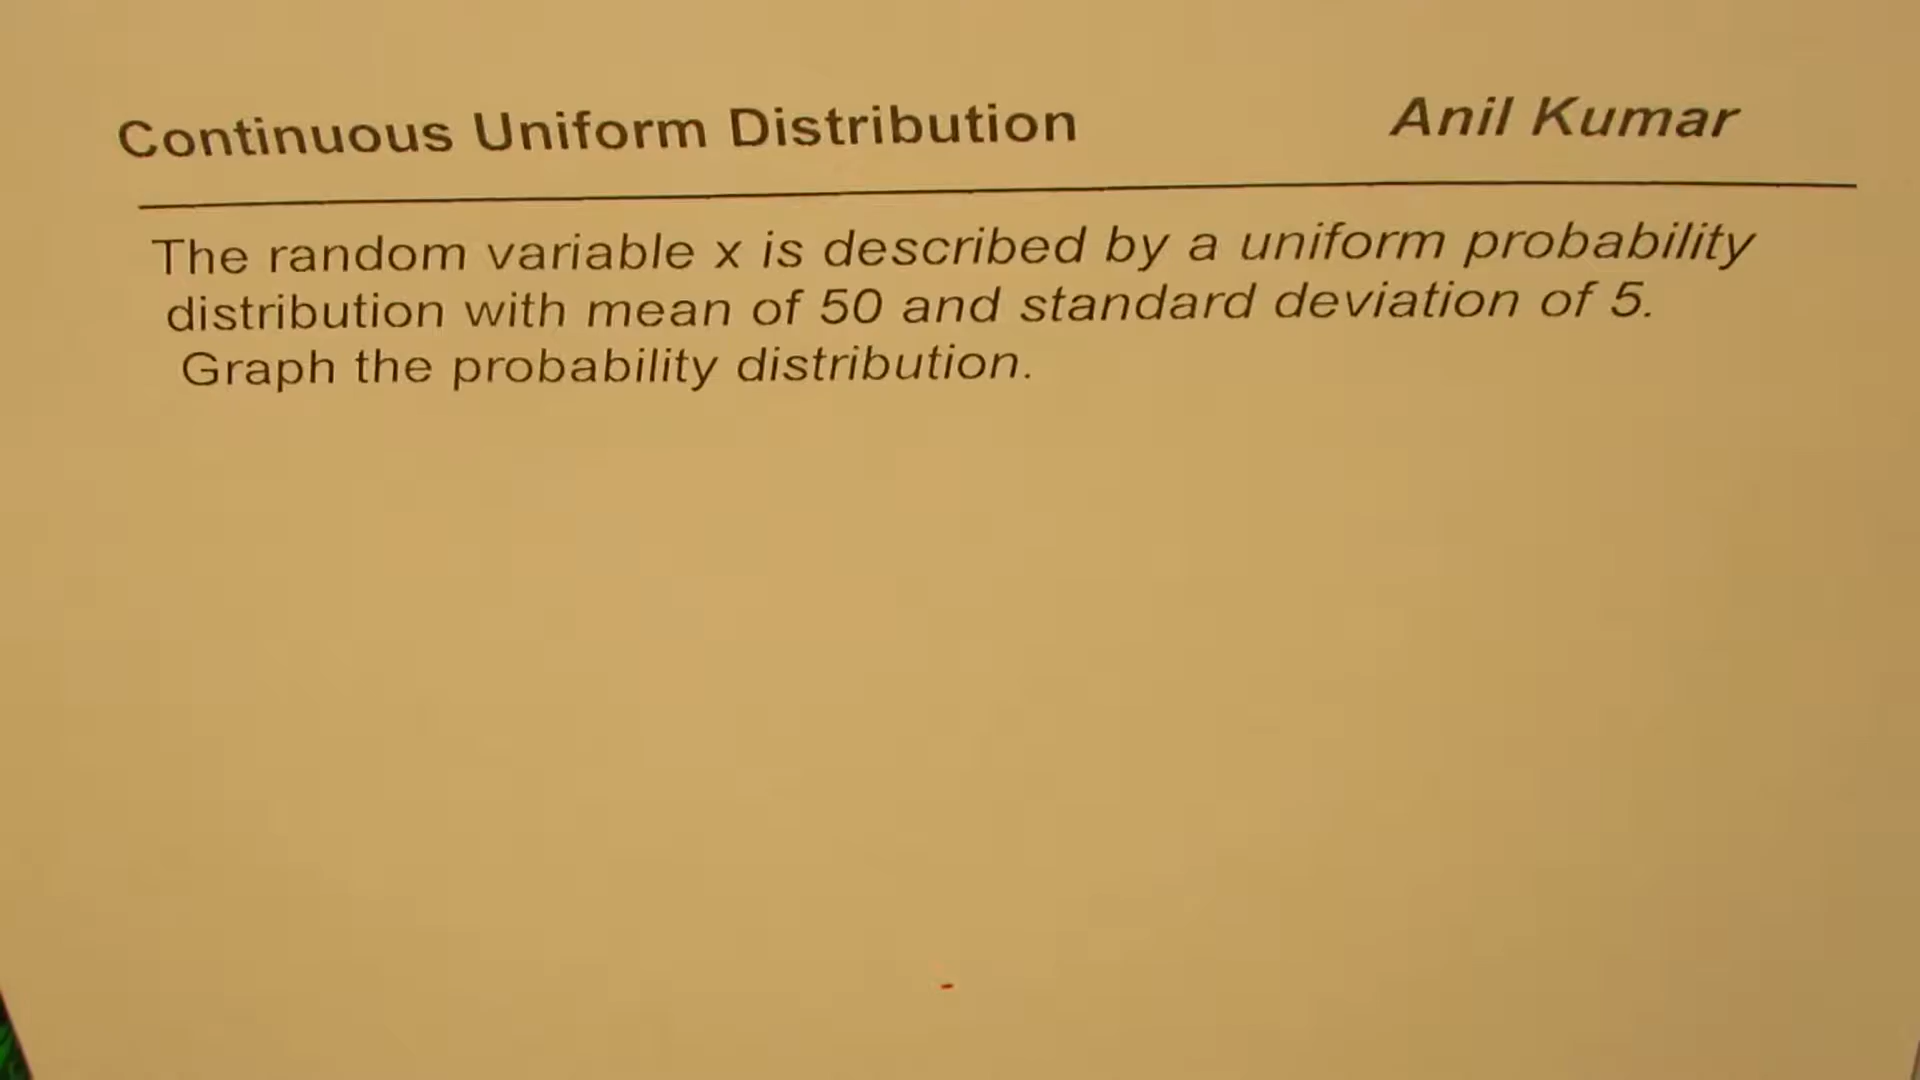 Continuous Uniform Distribution
Anil Kumar
The random variable x is described by a uniform probability
distribution with mean of 50 and standard deviation of 5.
Graph the probability distribution.